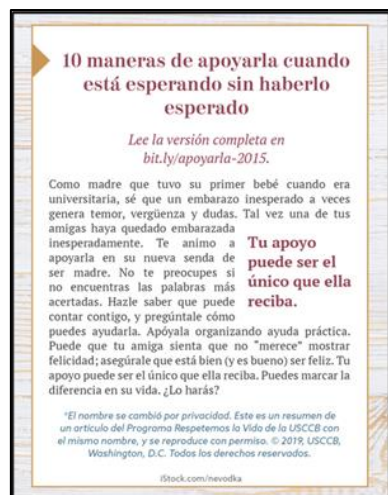 10 maneras de apoyarla cuando
está esperando sin haberlo
esperado
Lee la versión completa en
bit.ly/apoyarla-2015.
Como madre que tuvo su primer bebé cuando era
universitaria, sé que un embarazo inesperado a veces
genera temor, vergüenza y dudas. Tal vez una de tus
amigas haya quedado embarazada
inesperadamente. Te animo a
apoyarla en su nueva senda de
ser madre. No te preocupes si
no encuentras las palabras más
acertadas. Hazle saber que puede
contar contigo, y pregúntale cómo
Tu apoyo
puede ser el
único que ella
reciba.
puedes ayudarla. Apóyala organizando ayuda práctica.
Puede que tu amiga sienta que no "merece" mostrar
felicidad; asegúrale que está bien (y es bueno) ser feliz. Tu
apoyo puede ser el único que ella reciba. Puedes marcar la
diferencia en su vida. ¿Lo harás?
*El nombre se cambió por privacidad. Este es un resumen de
un artículo del Programa Respetemos la Vida de la USCCB con
el mismo nombre, y se reproduce con permiso. © 2019, USCCB,
Washington, D.C. Todos los derechos reservados.
iStock.com/nevodka